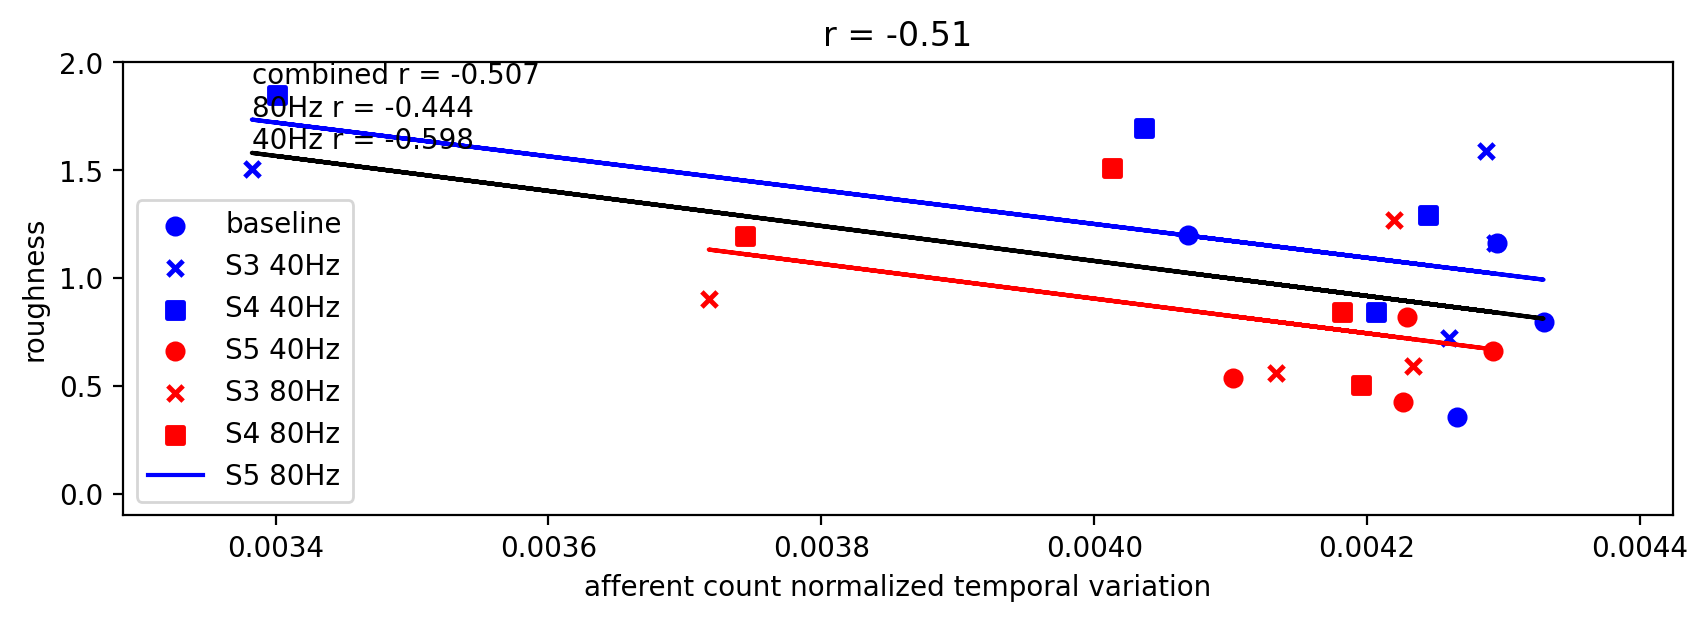 r = -0.51
combined r = -0.507
80Hz r = -0.444
40Hz r = -0.598
2.0
1.5
1.0
0.5
0.0
roughness
baseline
S3 40Hz
S4 40Hz
S5 40Hz
S3 80Hz
S4 80Hz
S5 80Hz
0.0034 0.0036 0.0038 0.0040 0.0042 0.0044
afferent count normalized temporal variation